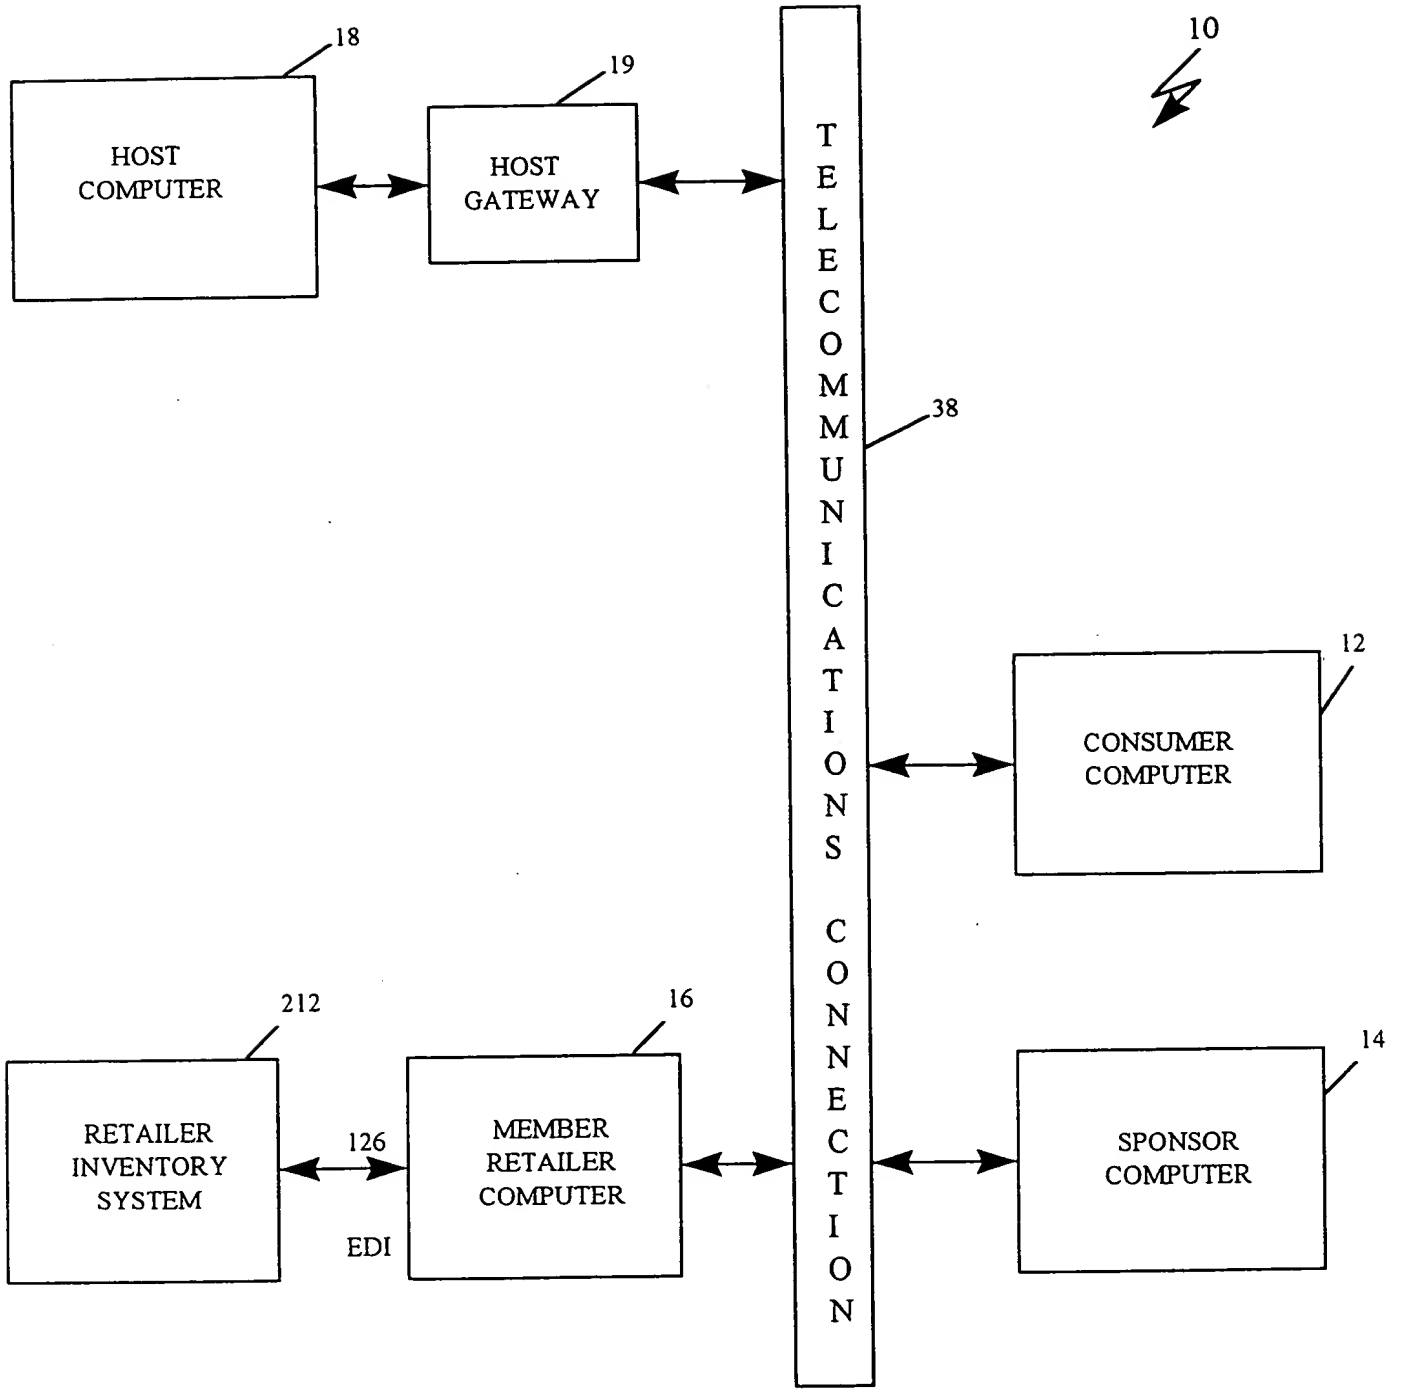 10
18
19
HOST
COMPUTER
HOST
GATEWAY
TELECOMMUNICATIONS CONNECTION
38
12
CONSUMER
COMPUTER
212
16
14
RETAILER
INVENTORY
SYSTEM
126
EDI
MEMBER
RETAILER
COMPUTER
SPONSOR
COMPUTER